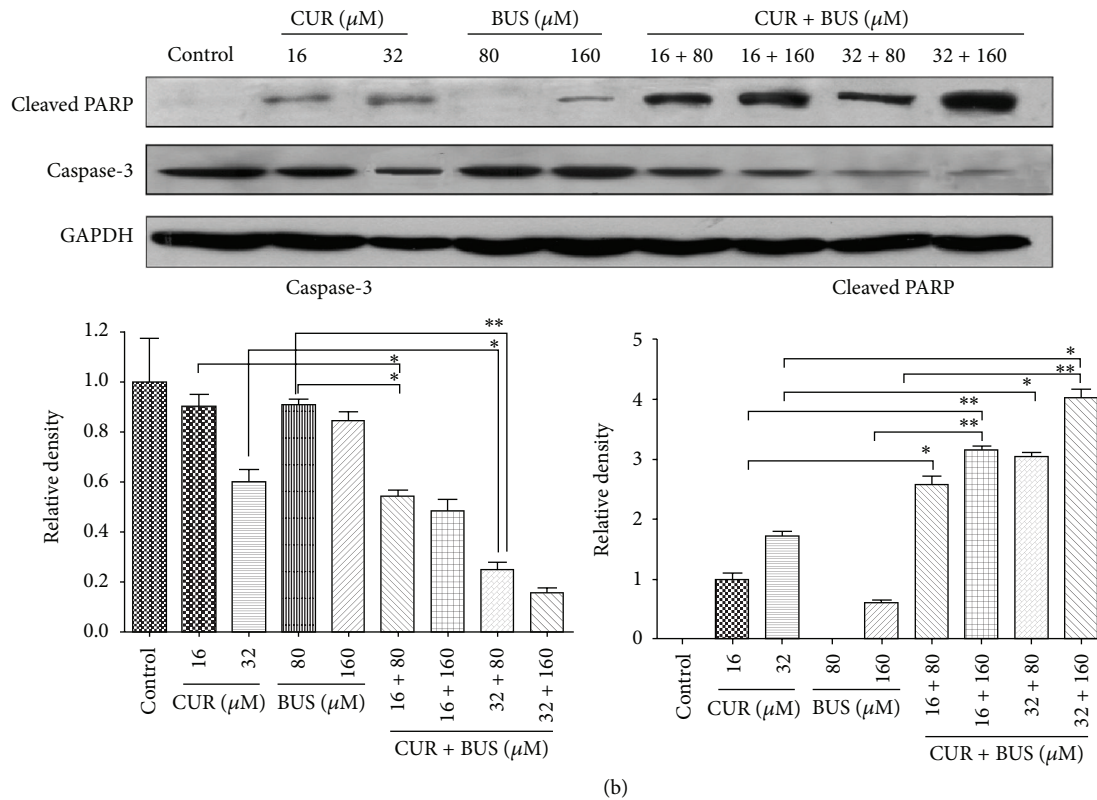 CUR (μM) BUS (μM) CUR + BUS (μM)
Control 16 32 80 160 16 + 80 16 + 160 32 + 80 32 + 160
Cleaved PARP
Caspase-3
GAPDH
Caspase-3
1.2
1.0
0.8
0.6
0.4
0.2
0.0
Relative density
**
*
*
*
Control
16
32
80
160
16 + 80
16 + 160
32 + 80
32 + 160
CUR (μM)
BUS (μM)
CUR + BUS (μM)
Cleaved PARP
5
4
3
2
1
0
Relative density
*
**
*
**
**
*
Control
16
32
80
160
16 + 80
16 + 160
32 + 80
32 + 160
CUR (μM)
BUS (μM)
CUR + BUS (μM)
(b)